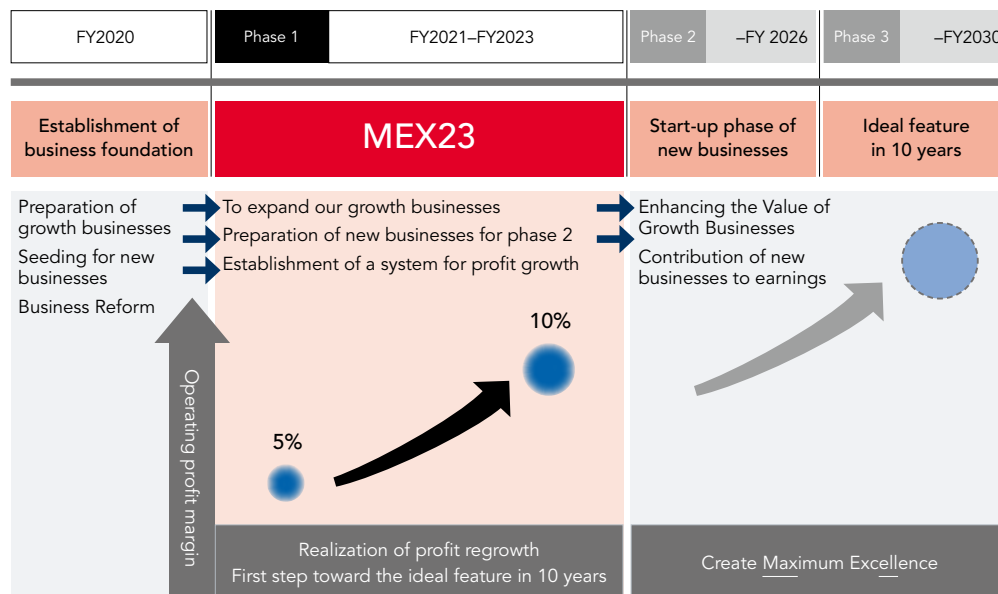 FY2020
Phase 1
FY2021–FY2023
Phase 2
–FY 2026
Phase 3
–FY2030
Establishment of
business foundation
MEX23
Start-up phase of
new businesses
Ideal feature
in 10 years
Preparation of
growth businesses
Seeding for new
businesses
Business Reform
To expand our growth businesses
Preparation of new businesses for phase 2
Establishment of a system for profit growth
Enhancing the Value of
Growth Businesses
Contribution of new
businesses to earnings
Operating profit margin
5%
10%
Realization of profit regrowth
First step toward the ideal feature in 10 years
Create Maximum Excellence